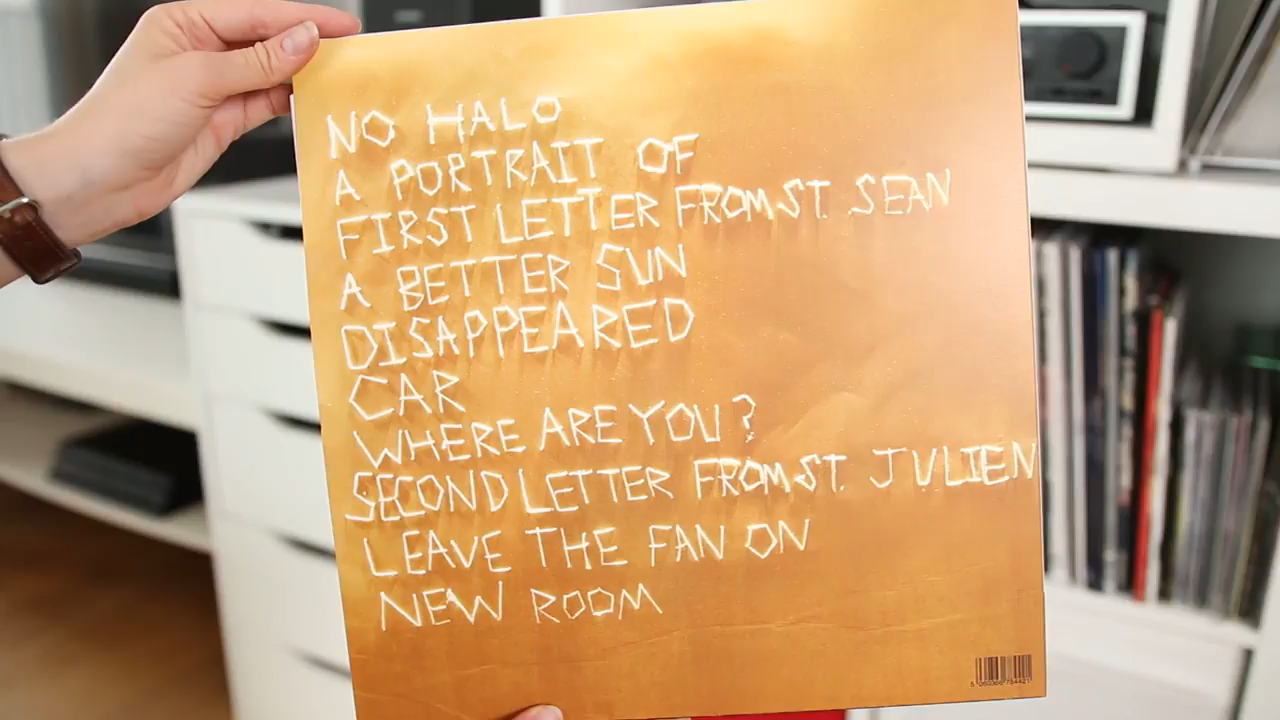 NO HALO
A PORTRAIT OF
FIRST LETTER FROM ST. SEAN
A BETTER SUN
DISAPPEARED
CAR
WHERE ARE YOU?
SECOND LETTER FROM ST. JULIEN
LEAVE THE FAN ON
NEW ROOM